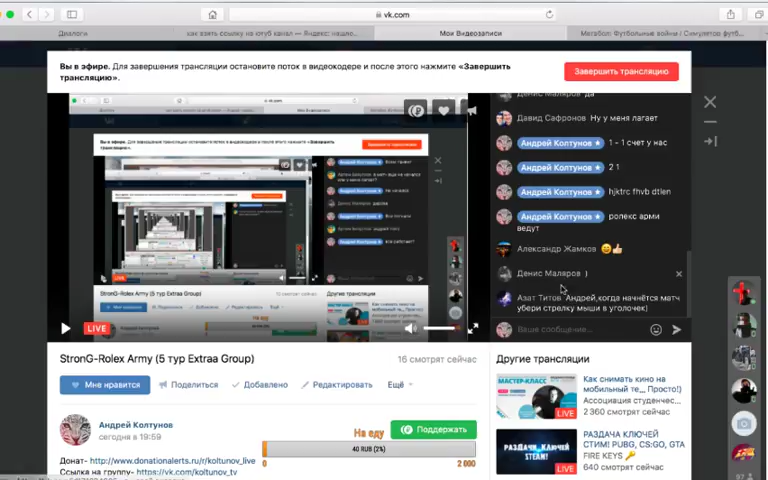 vk.com
Диалоги
как взять ссылку на ютуб канал — Яндекс: нашло...
Мои Видеозаписи
Мегабол: Футбольные войны / Симулятор футб...
Вы в эфире. Для завершения трансляции остановите поток в видеокодере и после этого нажмите «Завершить
трансляцию».
Завершить трансляцию
Денис Маляров да
Давид Сафронов Ну у меня лагает
Андрей Колтунов 1 - 1 счет у нас
Андрей Колтунов 2 1
Андрей Колтунов hjktrc fhvb dtlen
Андрей Колтунов ролекс арми
ведут
Александр Жамков
Денис Маляров )
Азат Титов Андрей,когда начнётся матч
убери стрелку мыши в уголочек)
Ваше сообщение...
LIVE
StronG-Rolex Army (5 тур Extraa Group)
16 смотрят сейчас
Мне нравится
Поделиться
Добавлено
Редактировать
Ещё
Андрей Колтунов
сегодня в 19:59
Донат- http://www.donationalerts.ru/r/koltunov_live
Ссылка на группу- https://vk.com/koltunov_tv
На еду
Поддержать
40 RUB (2%)
0
2 000
Другие трансляции
МАСТЕР-КЛАСС
LIVE
Как снимать кино на
мобильный те... Просто!)
Ассоциация студенчес...
2 360 смотрят сейчас
РАЗДАЧА КЛЮЧЕЙ
STEAM!
LIVE
РАЗДАЧА КЛЮЧЕЙ
СТИМ! PUBG, CS:GO, GTA
FIRE KEYS
640 смотрят сейчас
97